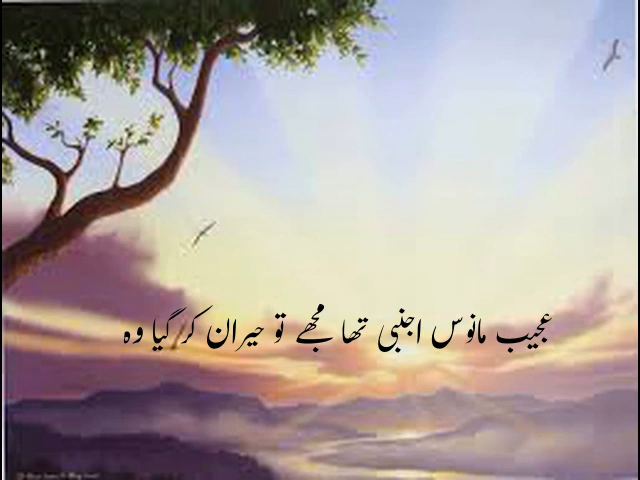 عجیب مانوس اجنبی تھا مجھے تو حیران کر گیا وہ